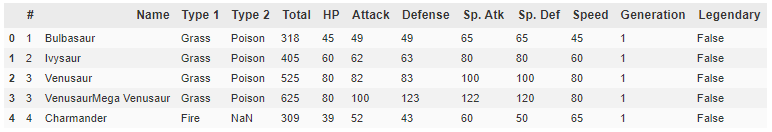 # Name Type 1 Type 2 Total HP Attack Defense Sp. Atk Sp. Def Speed Generation Legendary
0 1 Bulbasaur Grass Poison 318 45 49 49 65 65 45 1 False
1 2 Ivysaur Grass Poison 405 60 62 63 80 80 60 1 False
2 3 Venusaur Grass Poison 525 80 82 83 100 100 80 1 False
3 3 VenusaurMega Venusaur Grass Poison 625 80 100 123 122 120 80 1 False
4 4 Charmander Fire NaN 309 39 52 43 60 50 65 1 False